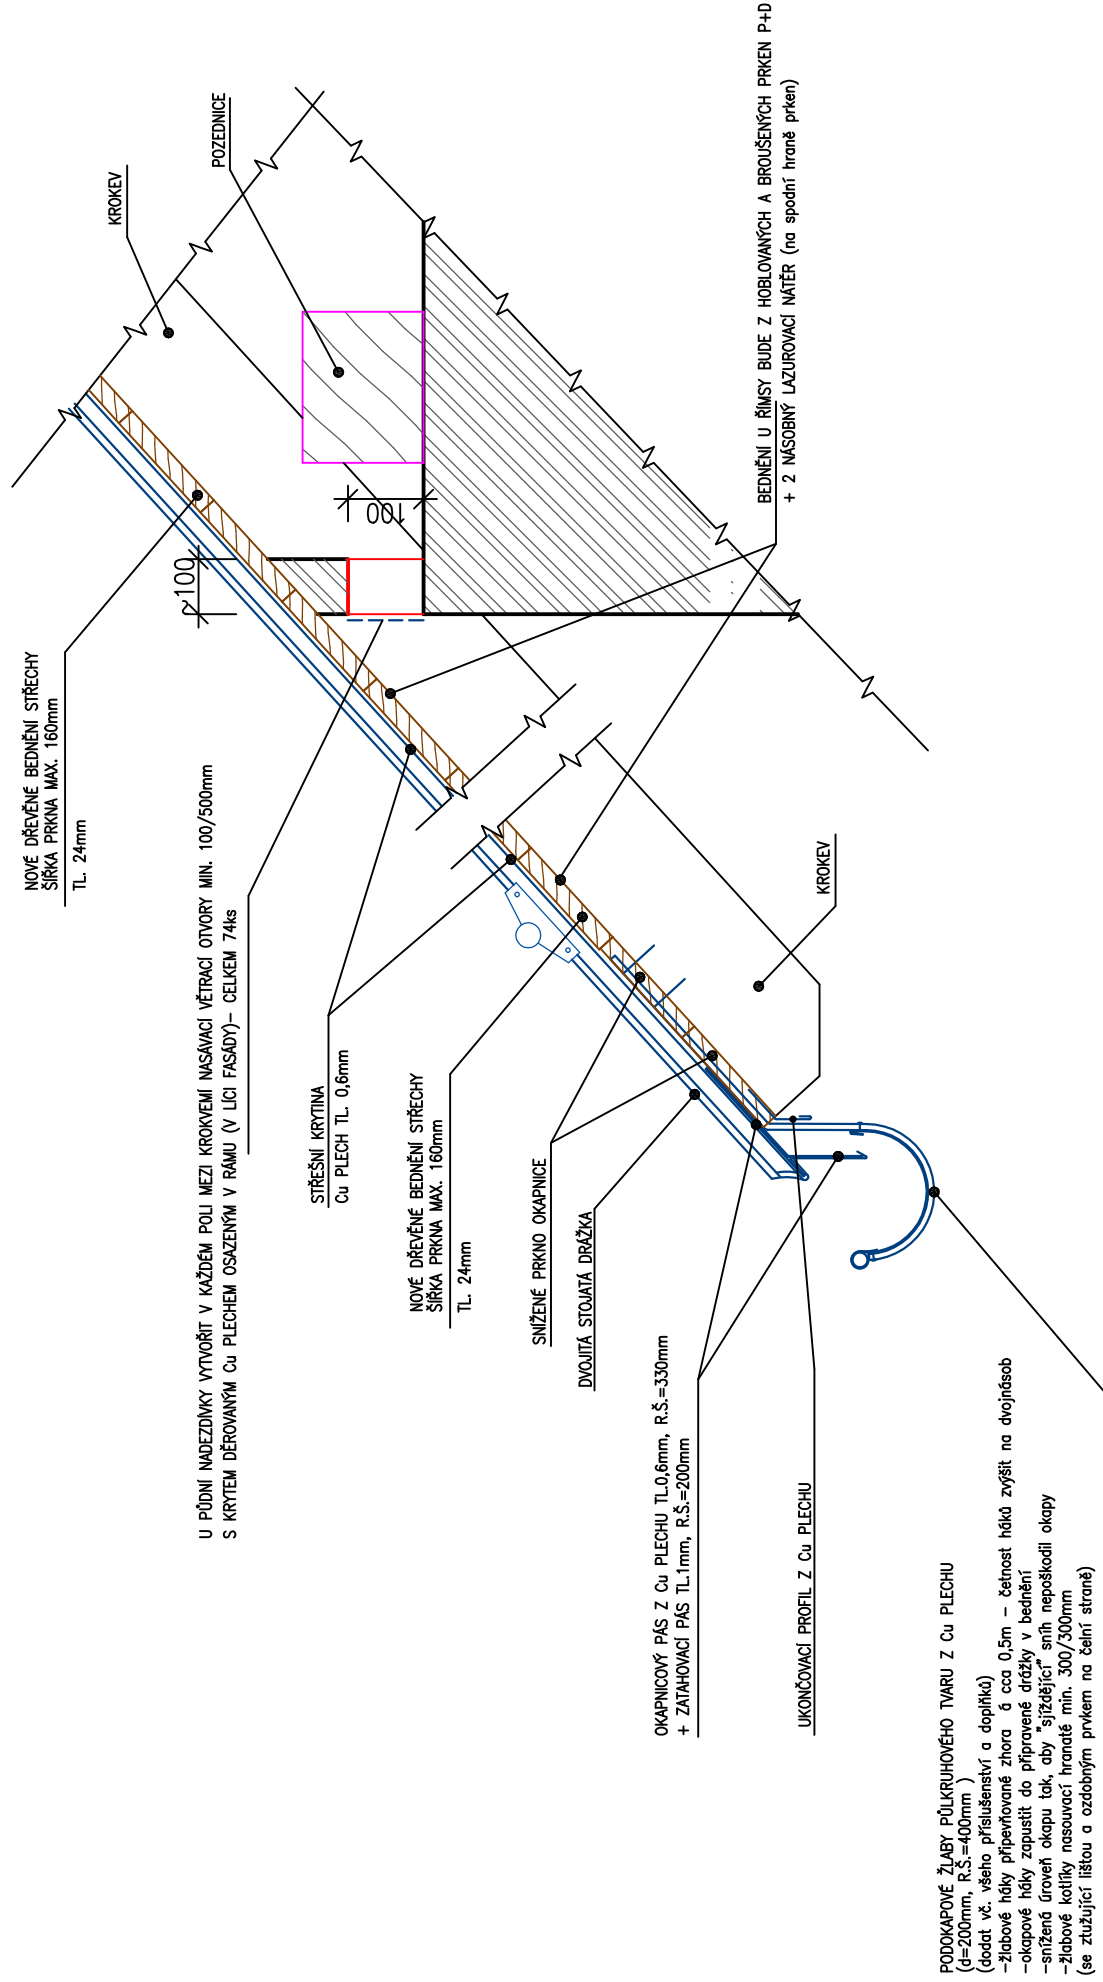 NOVÉ DŘEVĚNÉ BEDNĚNÍ STŘECHY
ŠÍŘKA PRKNA MAX. 160mm
TL. 24mm
KROKEV
POZEDNICE
~100
100
U PŮDNÍ NADEZDÍVKY VYTVOŘIT V KAŽDÉM POLI MEZI KROKVEMI NASÁVACÍ VĚTRACÍ OTVORY MIN. 100/500mm
S KRYTEM DĚROVANÝM Cu PLECHEM OSAZENÝM V RÁMU (V LÍCI FASÁDY)- CELKEM 74ks
STŘEŠNÍ KRYTINA
Cu PLECH TL. 0,6mm
NOVÉ DŘEVĚNÉ BEDNĚNÍ STŘECHY
ŠÍŘKA PRKNA MAX. 160mm
TL. 24mm
SNÍŽENÉ PRKNO OKAPNICE
DVOJITÁ STOJATÁ DRÁŽKA
OKAPNICOVÝ PÁS Z Cu PLECHU TL.0,6mm, R.Š.=330mm
+ ZATAHOVACÍ PÁS TL.1mm, R.Š.=200mm
BEDNĚNÍ U ŘÍMSY BUDE Z HOBLOVANÝCH A BROUŠENÝCH PRKEN P+D
+ 2 NÁSOBNÝ LAZUROVACÍ NÁTĚR (na spodní hraně prken)
UKONČOVACÍ PROFIL Z Cu PLECHU
KROKEV
PODOKAPOVÉ ŽLABY PŮLKRUHOVÉHO TVARU Z Cu PLECHU
(d=200mm, R.Š.=400mm )
(dodat vč. všeho příslušenství a doplňků)
-žlabové háky připevňované zhora á cca 0,5m – četnost háků zvýšit na dvojnásob
-okapové háky zapustit do připravené drážky v bednění
-snížená úroveň okapu tak, aby "sjíždějící" sníh nepoškodil okapy
-žlabové kotlíky nasouvací hranaté min. 300/300mm
(se ztužující lištou a ozdobným prvkem na čelní straně)